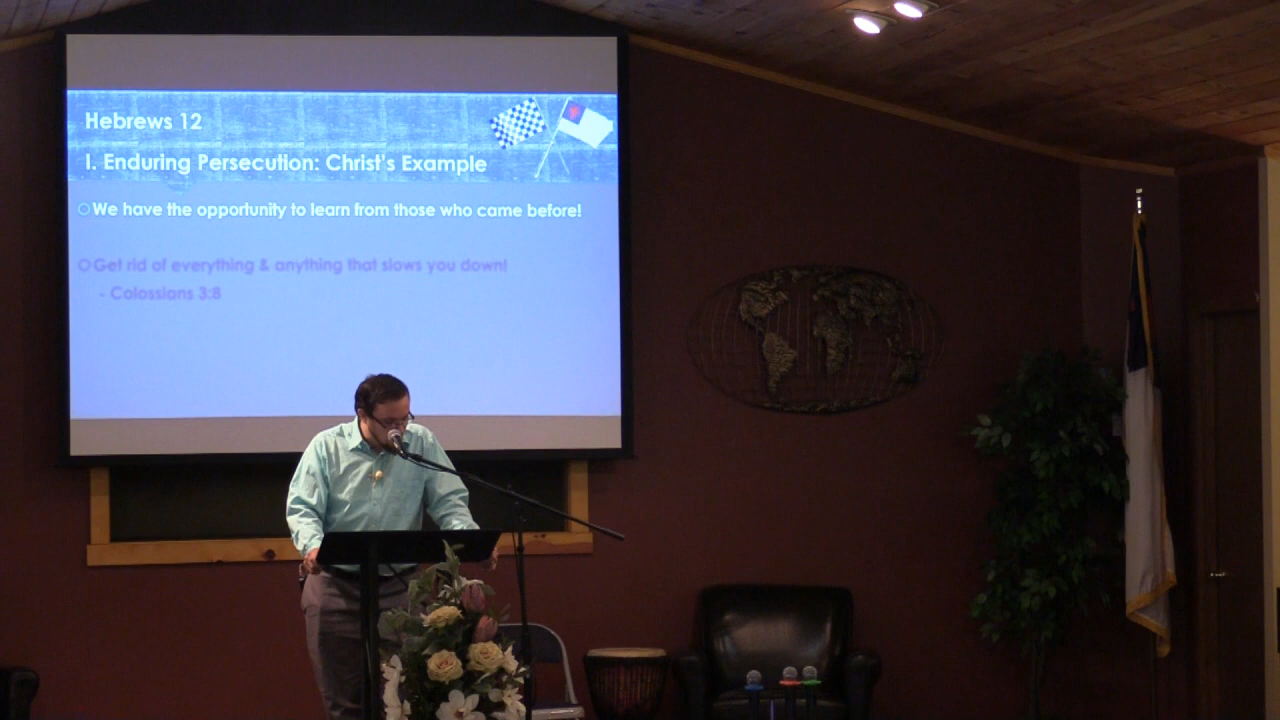 Hebrews 12
I. Enduring Persecution: Christ's Example
We have the opportunity to learn from those who came before!
Get rid of everything & anything that slows you down!
- Colossians 3:8